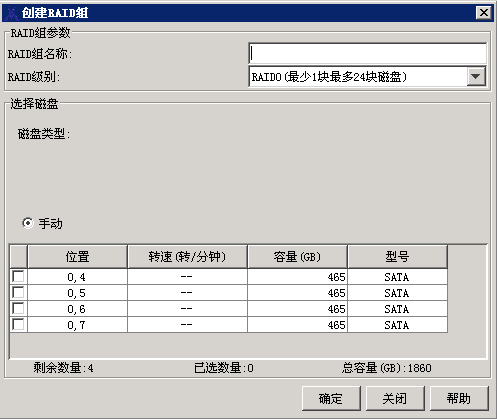 创建RAID组
RAID组参数
RAID组名称:
RAID级别: RAID0(最少1块最多24块磁盘)
选择磁盘
磁盘类型:
手动
位置 转速(转/分钟) 容量(GB) 型号
0,4 -- 465 SATA
0,5 -- 465 SATA
0,6 -- 465 SATA
0,7 -- 465 SATA
剩余数量:4 已选数量:0 总容量(GB):1860
确定 关闭 帮助